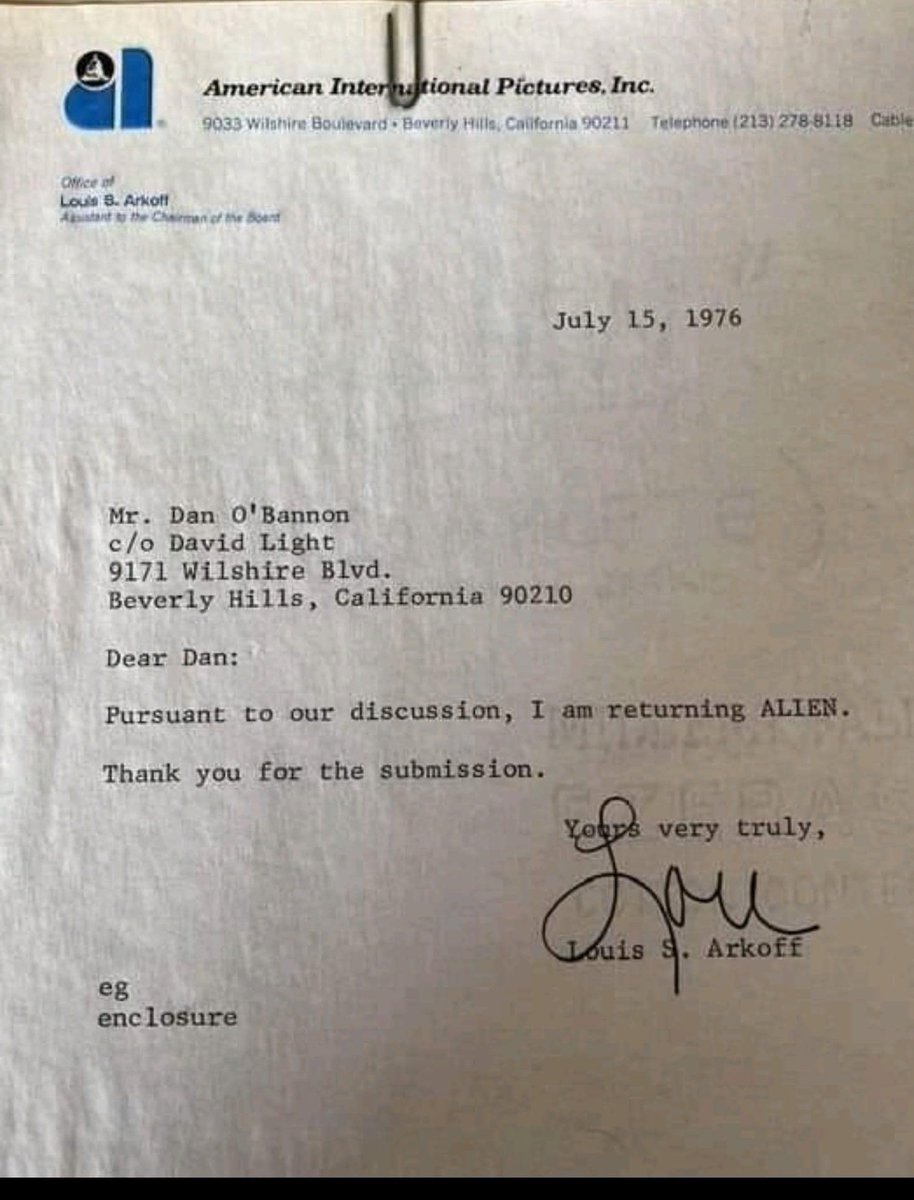 American International Pictures, Inc.
9033 Wilshire Boulevard • Beverly Hills, California 90211 Telephone (213) 278-8118 Cable
Office of
Louis S. Arkoff
Assistant to the Chairman of the Board
July 15, 1976
Mr. Dan O'Bannon
c/o David Light
9171 Wilshire Blvd.
Beverly Hills, California 90210
Dear Dan:
Pursuant to our discussion, I am returning ALIEN.
Thank you for the submission.
Yours very truly,
Lou
Louis S. Arkoff
eg
enclosure